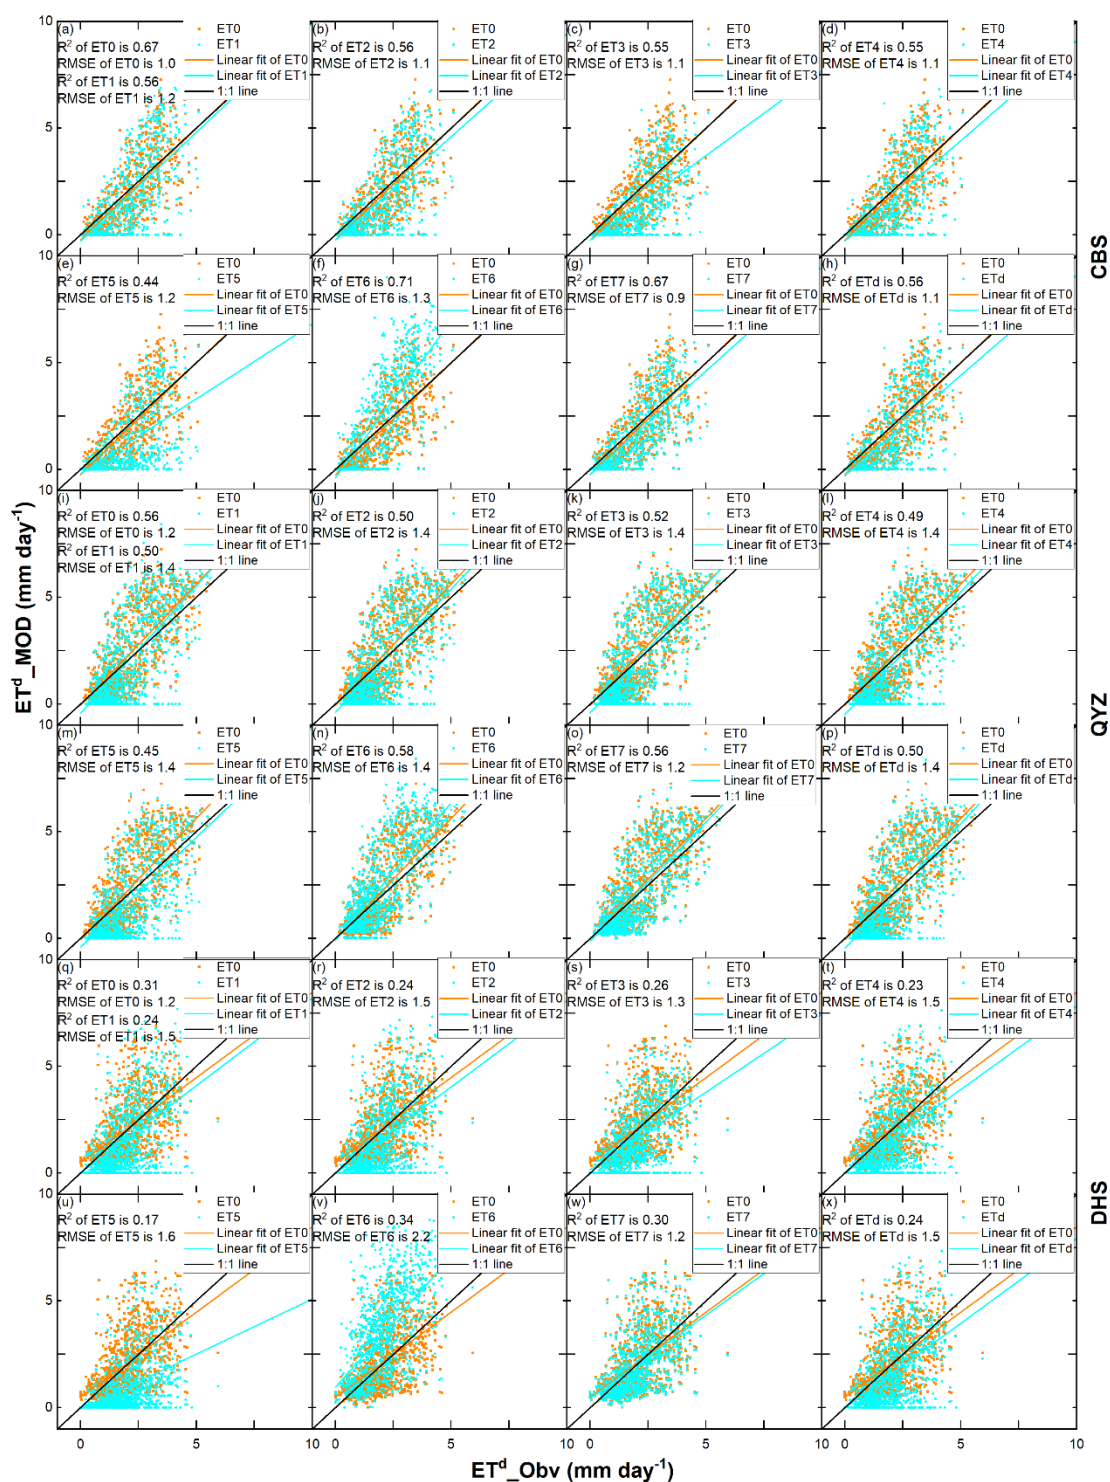 10
(a)
R² of ET0 is 0.67
RMSE of ET0 is 1.0
R² of ET1 is 0.56
RMSE of ET1 is 1.2
ET0
ET1
Linear fit of ET0
Linear fit of ET1
1:1 line
(b)
R² of ET2 is 0.56
RMSE of ET2 is 1.1
ET0
ET2
Linear fit of ET0
Linear fit of ET2
1:1 line
(c)
R² of ET3 is 0.55
RMSE of ET3 is 1.1
ET0
ET3
Linear fit of ET0
Linear fit of ET3
1:1 line
(d)
R² of ET4 is 0.55
RMSE of ET4 is 1.1
ET0
ET4
Linear fit of ET0
Linear fit of ET4
1:1 line
5
0
10
(e)
R² of ET5 is 0.44
RMSE of ET5 is 1.2
ET0
ET5
Linear fit of ET0
Linear fit of ET5
1:1 line
(f)
R² of ET6 is 0.71
RMSE of ET6 is 1.3
ET0
ET6
Linear fit of ET0
Linear fit of ET6
1:1 line
(g)
R² of ET7 is 0.67
RMSE of ET7 is 0.9
ET0
ET7
Linear fit of ET0
Linear fit of ET7
1:1 line
(h)
R² of ETd is 0.56
RMSE of ETd is 1.1
ET0
ETd
Linear fit of ET0
Linear fit of ETd
1:1 line
5
0
CBS
10
(i)
R² of ET0 is 0.56
RMSE of ET0 is 1.2
R² of ET1 is 0.50
RMSE of ET1 is 1.4
ET0
ET1
Linear fit of ET0
Linear fit of ET1
1:1 line
(j)
R² of ET2 is 0.50
RMSE of ET2 is 1.4
ET0
ET2
Linear fit of ET0
Linear fit of ET2
1:1 line
(k)
R² of ET3 is 0.52
RMSE of ET3 is 1.4
ET0
ET3
Linear fit of ET0
Linear fit of ET3
1:1 line
(l)
R² of ET4 is 0.49
RMSE of ET4 is 1.4
ET0
ET4
Linear fit of ET0
Linear fit of ET4
1:1 line
5
0
ETᵈ_MOD (mm day⁻¹)
10
(m)
R² of ET5 is 0.45
RMSE of ET5 is 1.4
ET0
ET5
Linear fit of ET0
Linear fit of ET5
1:1 line
(n)
R² of ET6 is 0.58
RMSE of ET6 is 1.4
ET0
ET6
Linear fit of ET0
Linear fit of ET6
1:1 line
(o)
R² of ET7 is 0.56
RMSE of ET7 is 1.2
ET0
ET7
Linear fit of ET0
Linear fit of ET7
1:1 line
(p)
R² of ETd is 0.50
RMSE of ETd is 1.4
ET0
ETd
Linear fit of ET0
Linear fit of ETd
1:1 line
5
0
QYZ
10
(q)
R² of ET0 is 0.31
RMSE of ET0 is 1.2
R² of ET1 is 0.24
RMSE of ET1 is 1.5
ET0
ET1
Linear fit of ET0
Linear fit of ET1
1:1 line
(r)
R² of ET2 is 0.24
RMSE of ET2 is 1.5
ET0
ET2
Linear fit of ET0
Linear fit of ET2
1:1 line
(s)
R² of ET3 is 0.26
RMSE of ET3 is 1.3
ET0
ET3
Linear fit of ET0
Linear fit of ET3
1:1 line
(t)
R² of ET4 is 0.23
RMSE of ET4 is 1.5
ET0
ET4
Linear fit of ET0
Linear fit of ET4
1:1 line
5
0
10
(u)
R² of ET5 is 0.17
RMSE of ET5 is 1.6
ET0
ET5
Linear fit of ET0
Linear fit of ET5
1:1 line
(v)
R² of ET6 is 0.34
RMSE of ET6 is 2.2
ET0
ET6
Linear fit of ET0
Linear fit of ET6
1:1 line
(w)
R² of ET7 is 0.30
RMSE of ET7 is 1.2
ET0
ET7
Linear fit of ET0
Linear fit of ET7
1:1 line
(x)
R² of ETd is 0.24
RMSE of ETd is 1.5
ET0
ETd
Linear fit of ET0
Linear fit of ETd
1:1 line
5
0
DHS
0 5 10 0 5 10 0 5 10 0 5 10
ETᵈ_Obv (mm day⁻¹)